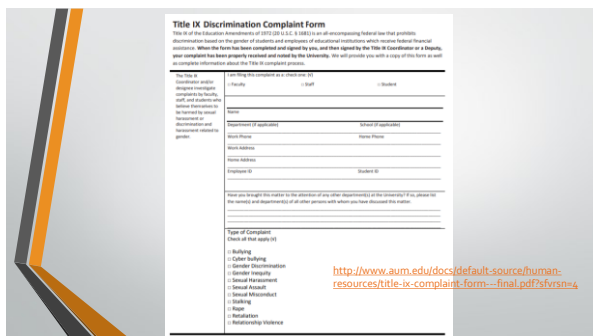 Title IX Discrimination Complaint Form
Title IX of the Education Amendments of 1972 (20 U.S.C. § 1681) is an all-encompassing federal law that prohibits
discrimination based on the gender of students and employees of educational institutions which receive federal financial
assistance. When the form has been completed and signed by you, and then signed by the Title IX Coordinator or a Deputy,
your complaint has been properly received and noted by the University. We will provide you with a copy of this form as well
as complete information about the Title IX complaint process.
The Title IX
Coordinator and/or
designee investigate
complaints by faculty,
staff, and students who
believe themselves to
be harmed by sexual
harassment or
discrimination and
harassment related to
gender.
I am filing this complaint as a: check one: (√)
□ Faculty □ Staff □ Student
Name
Department (if applicable) School (if applicable)
Work Phone Home Phone
Work Address
Home Address
Employee ID Student ID
Have you brought this matter to the attention of any other department(s) at the University? If so, please list
the name(s) and department(s) of all other persons with whom you have discussed this matter.
Type of Complaint
Check all that apply (√)
□ Bullying
□ Cyber bullying
□ Gender Discrimination
□ Gender Inequity
□ Sexual Harassment
□ Sexual Assault
□ Sexual Misconduct
□ Stalking
□ Rape
□ Retaliation
□ Relationship Violence
http://www.aum.edu/docs/default-source/human-
resources/title-ix-complaint-form---final.pdf?sfvrsn=4